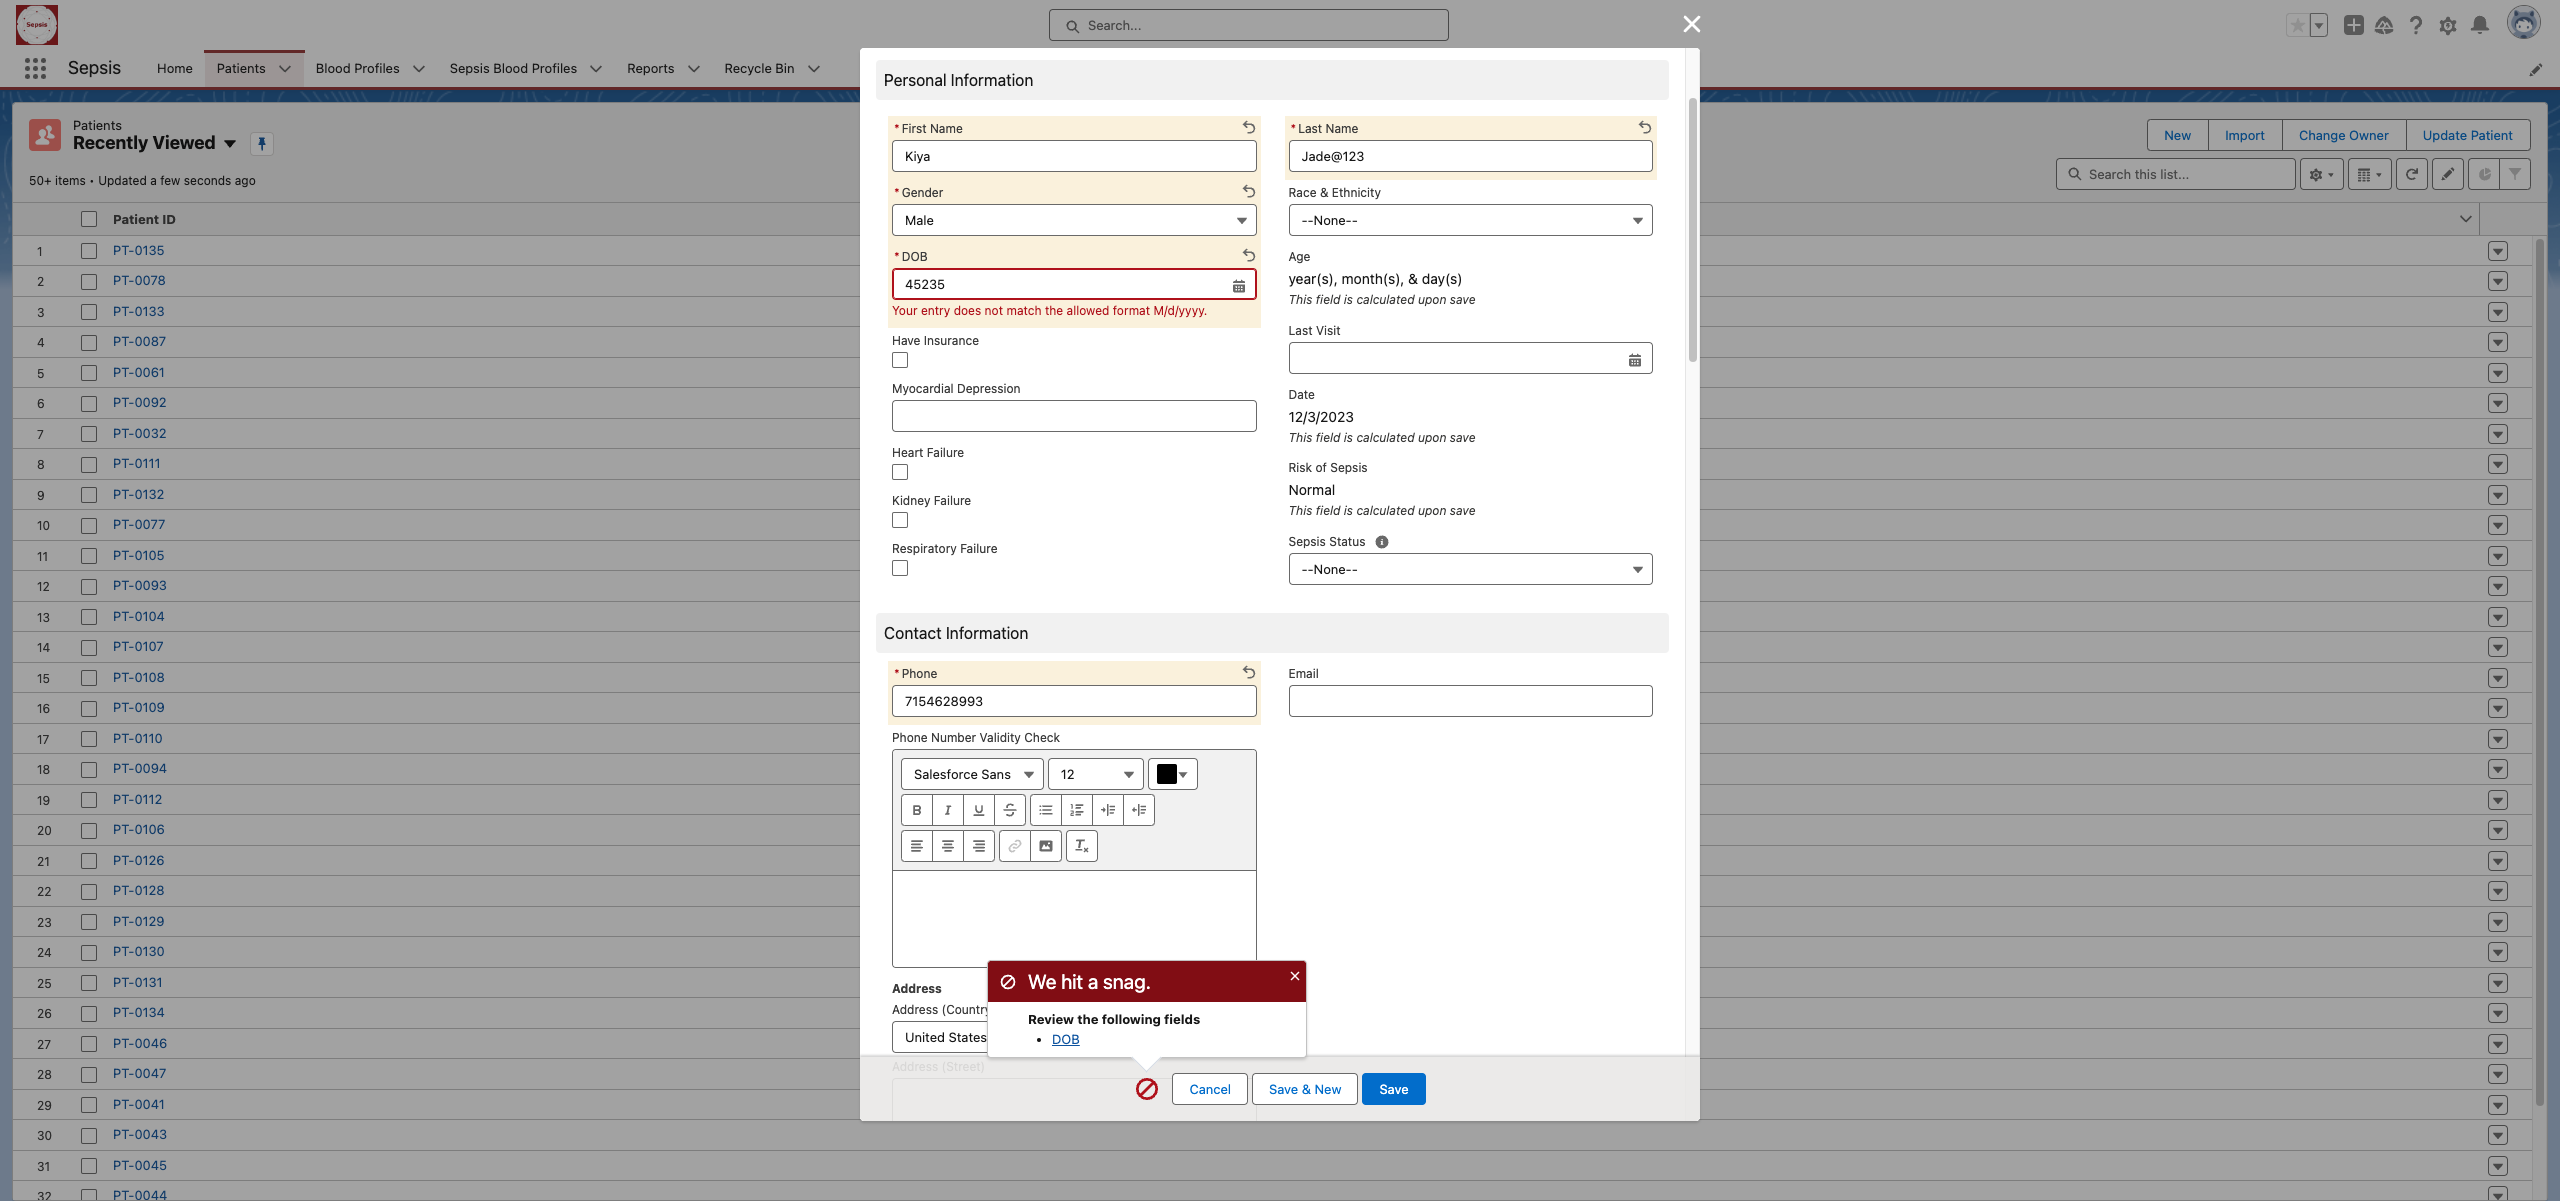 Sepsis
Search...
Sepsis
Home
Patients
Blood Profiles
Sepsis Blood Profiles
Reports
Recycle Bin
Patients
Recently Viewed
50+ items • Updated a few seconds ago
New
Import
Change Owner
Update Patient
Search this list...
Patient ID
1 PT-0135
2 PT-0078
3 PT-0133
4 PT-0087
5 PT-0061
6 PT-0092
7 PT-0032
8 PT-0111
9 PT-0132
10 PT-0077
11 PT-0105
12 PT-0093
13 PT-0104
14 PT-0107
15 PT-0108
16 PT-0109
17 PT-0110
18 PT-0094
19 PT-0112
20 PT-0106
21 PT-0126
22 PT-0128
23 PT-0129
24 PT-0130
25 PT-0131
26 PT-0134
27 PT-0046
28 PT-0047
29 PT-0041
30 PT-0043
31 PT-0045
32 PT-0044
Personal Information
* First Name
Kiya
* Last Name
Jade@123
* Gender
Male
Race & Ethnicity
--None--
* DOB
45235
Your entry does not match the allowed format M/d/yyyy.
Age
year(s), month(s), & day(s)
This field is calculated upon save
Have Insurance
Last Visit
Myocardial Depression
Date
12/3/2023
This field is calculated upon save
Heart Failure
Risk of Sepsis
Normal
This field is calculated upon save
Kidney Failure
Respiratory Failure
Sepsis Status
--None--
Contact Information
* Phone
7154628993
Email
Phone Number Validity Check
Salesforce Sans
12
Address
Address (Country
United States
Address (Street)
We hit a snag.
Review the following fields
• DOB
Cancel
Save & New
Save